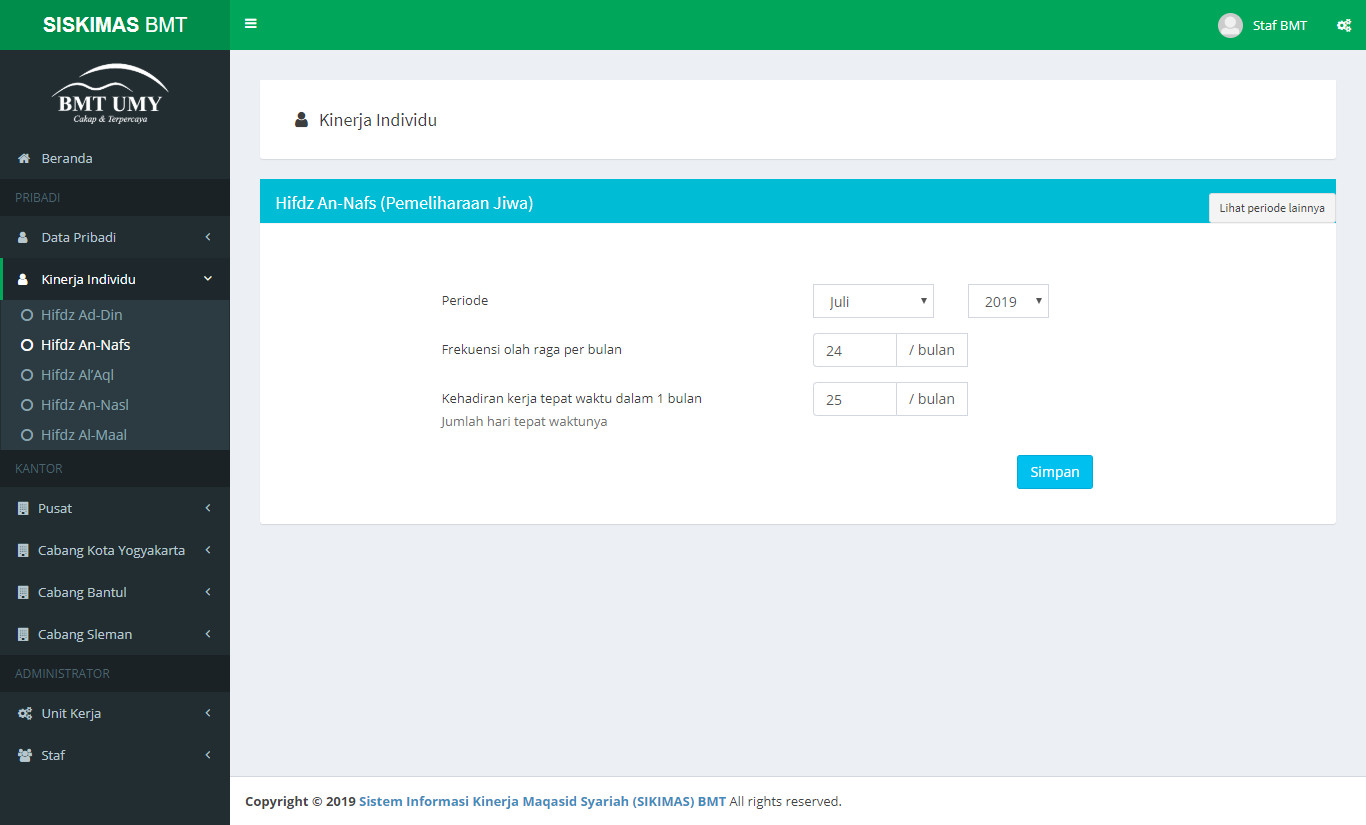 SISKIMAS BMT
Staf BMT
BMT UMY
Cakap & Terpercaya
Beranda
PRIBADI
Data Pribadi
Kinerja Individu
Hifdz Ad-Din
Hifdz An-Nafs
Hifdz Al'Aql
Hifdz An-Nasl
Hifdz Al-Maal
KANTOR
Pusat
Cabang Kota Yogyakarta
Cabang Bantul
Cabang Sleman
ADMINISTRATOR
Unit Kerja
Staf
Kinerja Individu
Hifdz An-Nafs (Pemeliharaan Jiwa)
Lihat periode lainnya
Periode Juli 2019
Frekuensi olah raga per bulan 24 / bulan
Kehadiran kerja tepat waktu dalam 1 bulan 25 / bulan
Jumlah hari tepat waktunya
Simpan
Copyright © 2019 Sistem Informasi Kinerja Maqasid Syariah (SIKIMAS) BMT All rights reserved.